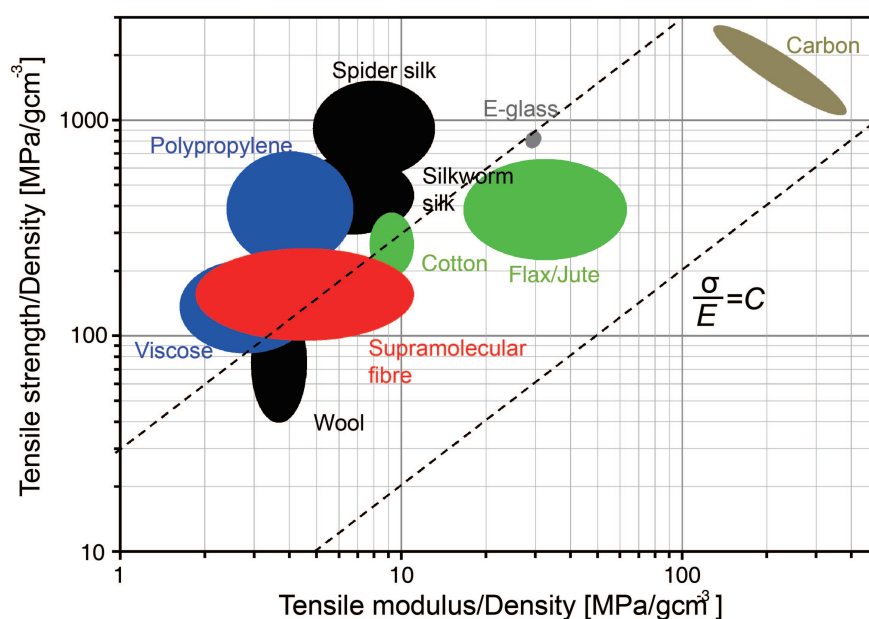 Tensile strength/Density [MPa/gcm⁻³]
1000
100
10
Spider silk
Polypropylene
E-glass
Carbon
Silkworm
silk
Cotton
Flax/Jute
σ/E=C
Viscose
Supramolecular
fibre
Wool
1
10
100
Tensile modulus/Density [MPa/gcm⁻³]